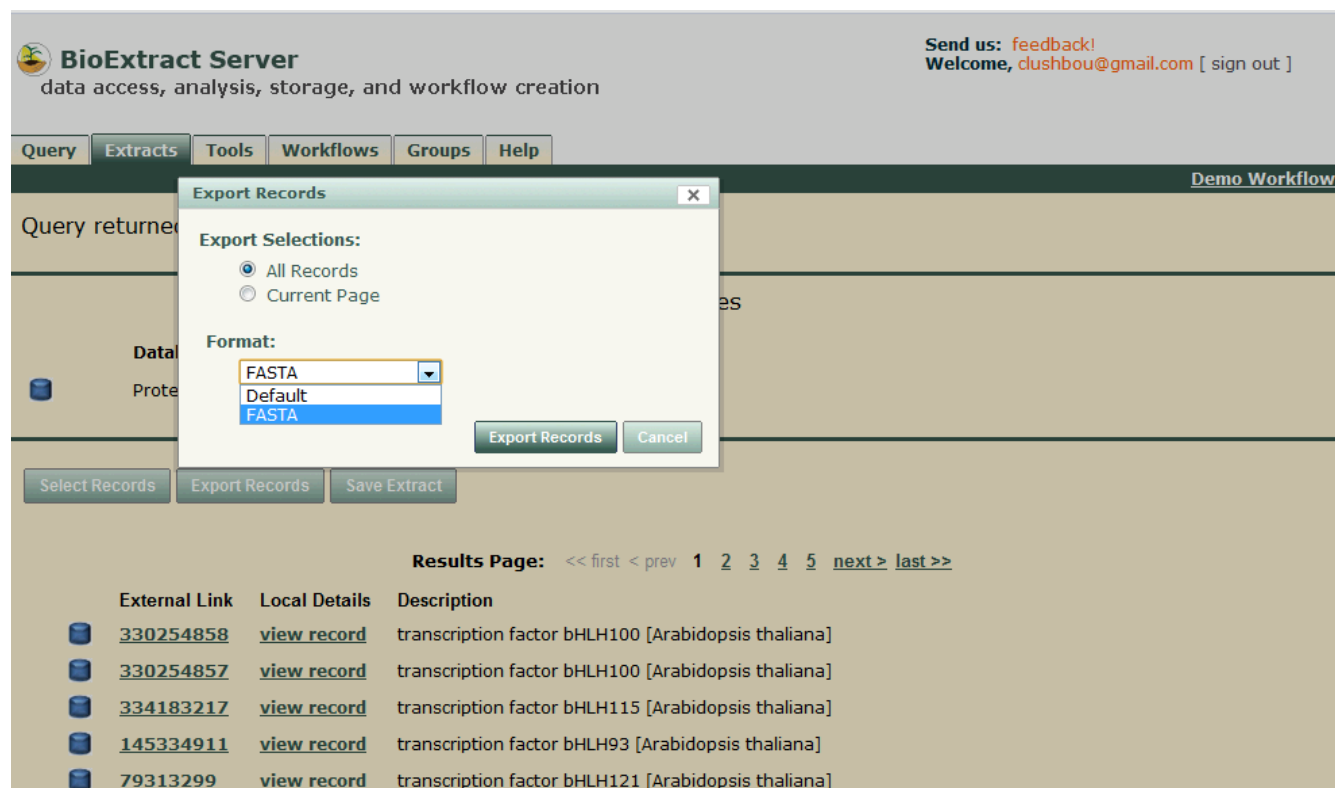 BioExtract Server
data access, analysis, storage, and workflow creation
Send us: feedback!
Welcome, clushbou@gmail.com [ sign out ]
Query Extracts Tools Workflows Groups Help
Demo Workflow
Export Records
Query returned
Export Selections:
All Records
Current Page
Format:
FASTA
Default
FASTA
Export Records Cancel
Select Records Export Records Save Extract
Results Page: << first < prev 1 2 3 4 5 next > last >>
External Link Local Details Description
330254858 view record transcription factor bHLH100 [Arabidopsis thaliana]
330254857 view record transcription factor bHLH100 [Arabidopsis thaliana]
334183217 view record transcription factor bHLH115 [Arabidopsis thaliana]
145334911 view record transcription factor bHLH93 [Arabidopsis thaliana]
79313299 view record transcription factor bHLH121 [Arabidopsis thaliana]